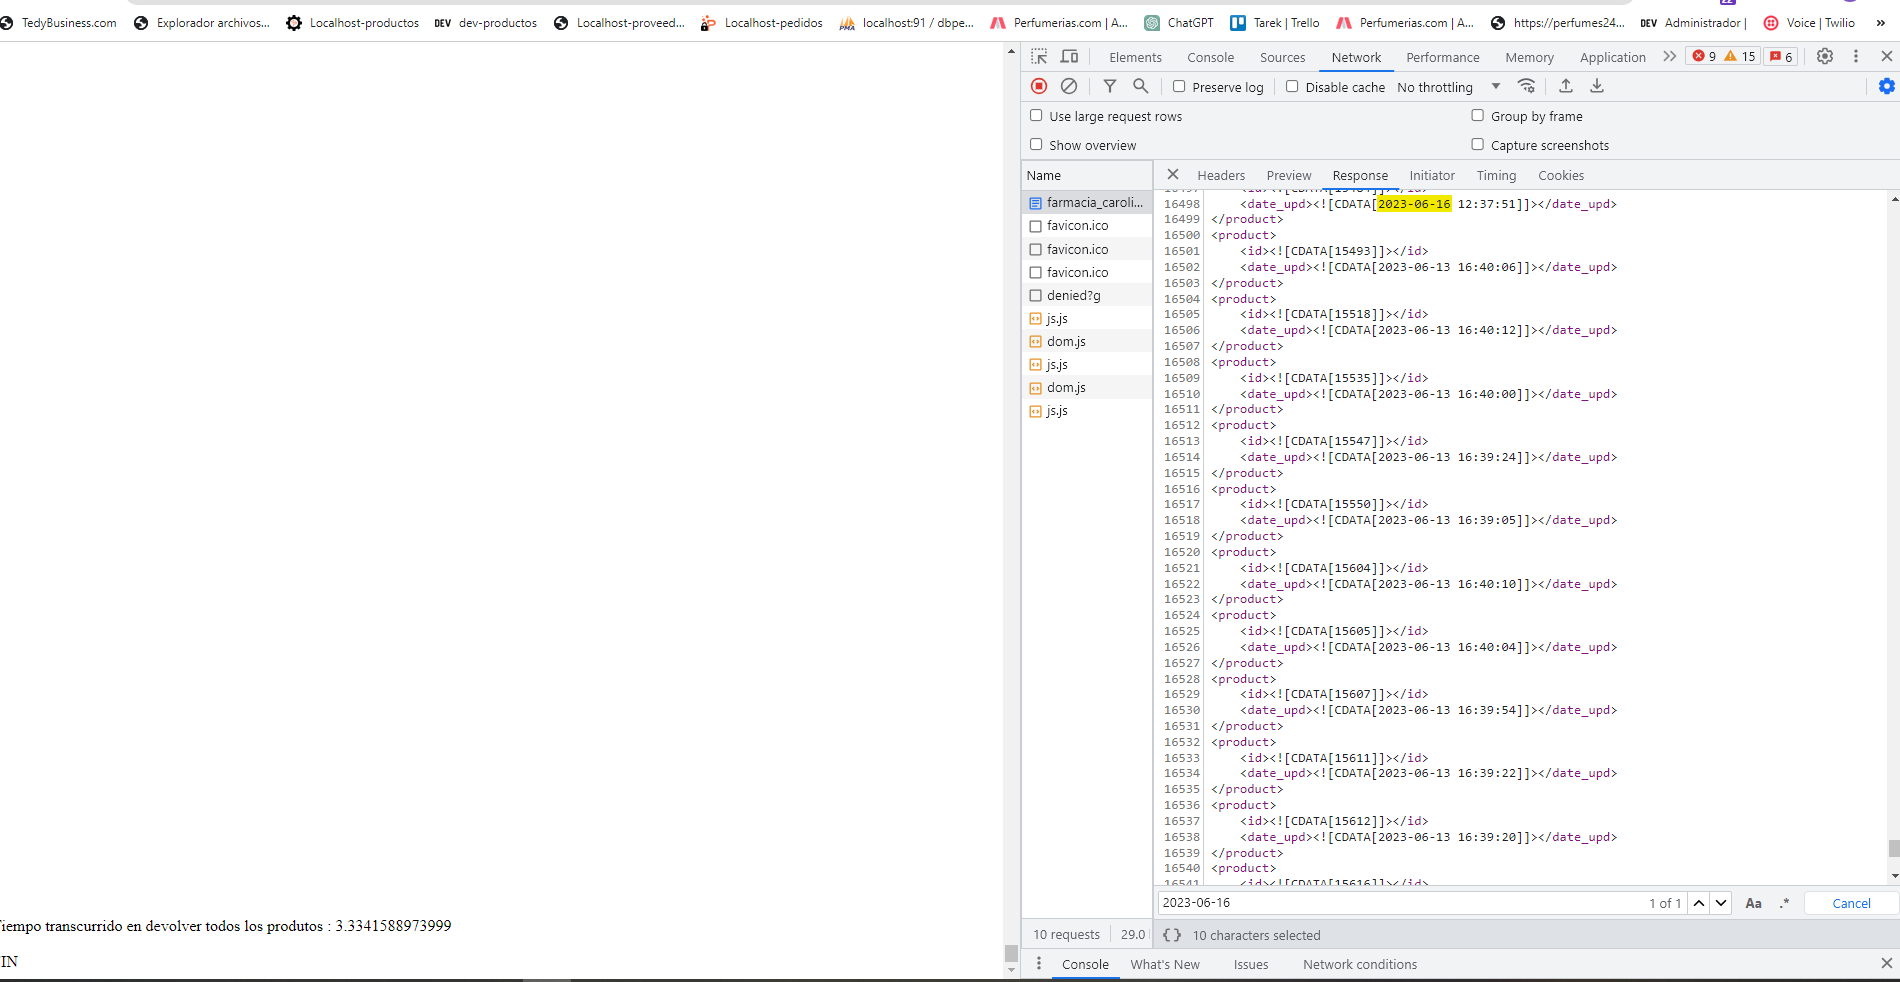 TedyBusiness.com Explorador archivos... Localhost-productos DEV dev-productos Localhost-proveed... Localhost-pedidos PMA localhost:91 / dbpe... Perfumerias.com | A... ChatGPT Tarek | Trello Perfumerias.com | A... https://perfumes24... DEV Administrador | Voice | Twilio »
Elements Console Sources Network Performance Memory Application 9 15 6
Preserve log Disable cache No throttling
Use large request rows Group by frame
Show overview Capture screenshots
Name
farmacia_caroli...
favicon.ico
favicon.ico
favicon.ico
denied?g
js.js
dom.js
js.js
dom.js
js.js
Headers Preview Response Initiator Timing Cookies
16498 <date_upd><![CDATA[2023-06-16 12:37:51]]></date_upd>
16499 </product>
16500 <product>
16501 <id><![CDATA[15493]]></id>
16502 <date_upd><![CDATA[2023-06-13 16:40:06]]></date_upd>
16503 </product>
16504 <product>
16505 <id><![CDATA[15518]]></id>
16506 <date_upd><![CDATA[2023-06-13 16:40:12]]></date_upd>
16507 </product>
16508 <product>
16509 <id><![CDATA[15535]]></id>
16510 <date_upd><![CDATA[2023-06-13 16:40:00]]></date_upd>
16511 </product>
16512 <product>
16513 <id><![CDATA[15547]]></id>
16514 <date_upd><![CDATA[2023-06-13 16:39:24]]></date_upd>
16515 </product>
16516 <product>
16517 <id><![CDATA[15550]]></id>
16518 <date_upd><![CDATA[2023-06-13 16:39:05]]></date_upd>
16519 </product>
16520 <product>
16521 <id><![CDATA[15604]]></id>
16522 <date_upd><![CDATA[2023-06-13 16:40:10]]></date_upd>
16523 </product>
16524 <product>
16525 <id><![CDATA[15605]]></id>
16526 <date_upd><![CDATA[2023-06-13 16:40:04]]></date_upd>
16527 </product>
16528 <product>
16529 <id><![CDATA[15607]]></id>
16530 <date_upd><![CDATA[2023-06-13 16:39:54]]></date_upd>
16531 </product>
16532 <product>
16533 <id><![CDATA[15611]]></id>
16534 <date_upd><![CDATA[2023-06-13 16:39:22]]></date_upd>
16535 </product>
16536 <product>
16537 <id><![CDATA[15612]]></id>
16538 <date_upd><![CDATA[2023-06-13 16:39:20]]></date_upd>
16539 </product>
16540 <product>
16541 <id><![CDATA[15616]]></id>
2023-06-16 1 of 1 Aa .* Cancel
10 requests 29.0 {} 10 characters selected
Console What's New Issues Network conditions
iempo transcurrido en devolver todos los produtos : 3.3341588973999
IN